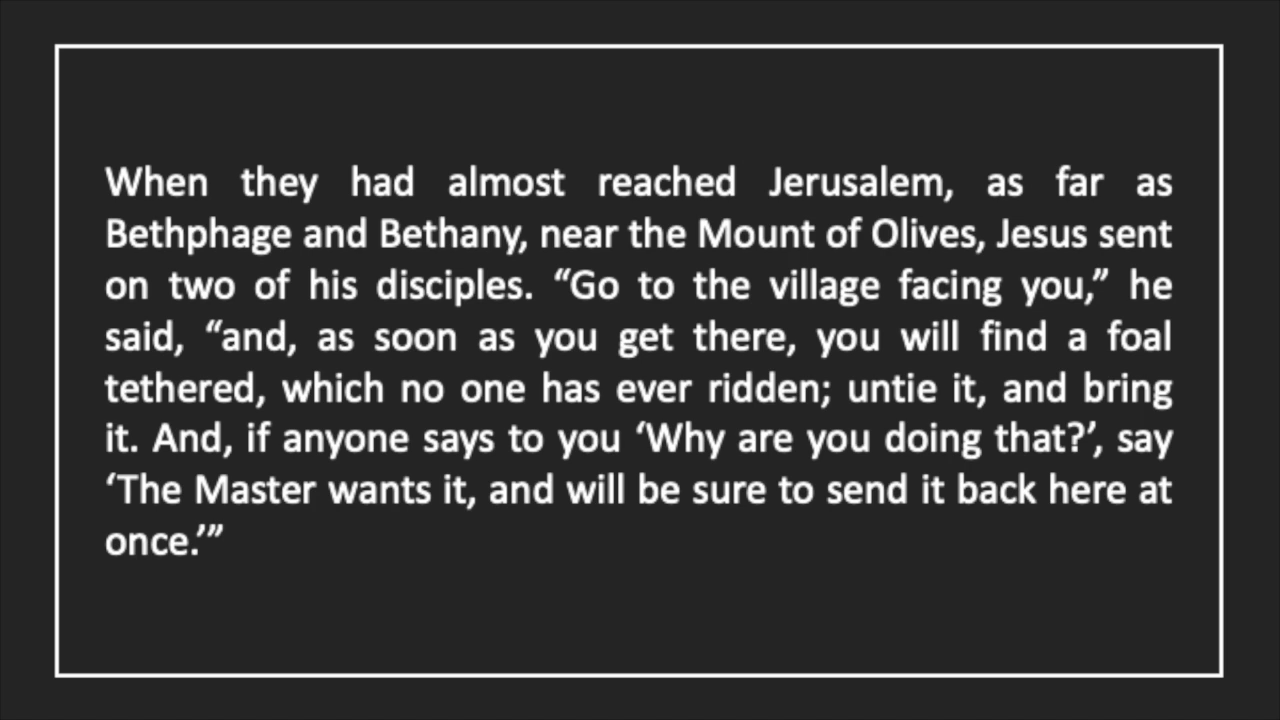 When they had almost reached Jerusalem, as far as
Bethphage and Bethany, near the Mount of Olives, Jesus sent
on two of his disciples. “Go to the village facing you,” he
said, “and, as soon as you get there, you will find a foal
tethered, which no one has ever ridden; untie it, and bring
it. And, if anyone says to you ‘Why are you doing that?’, say
‘The Master wants it, and will be sure to send it back here at
once.’”